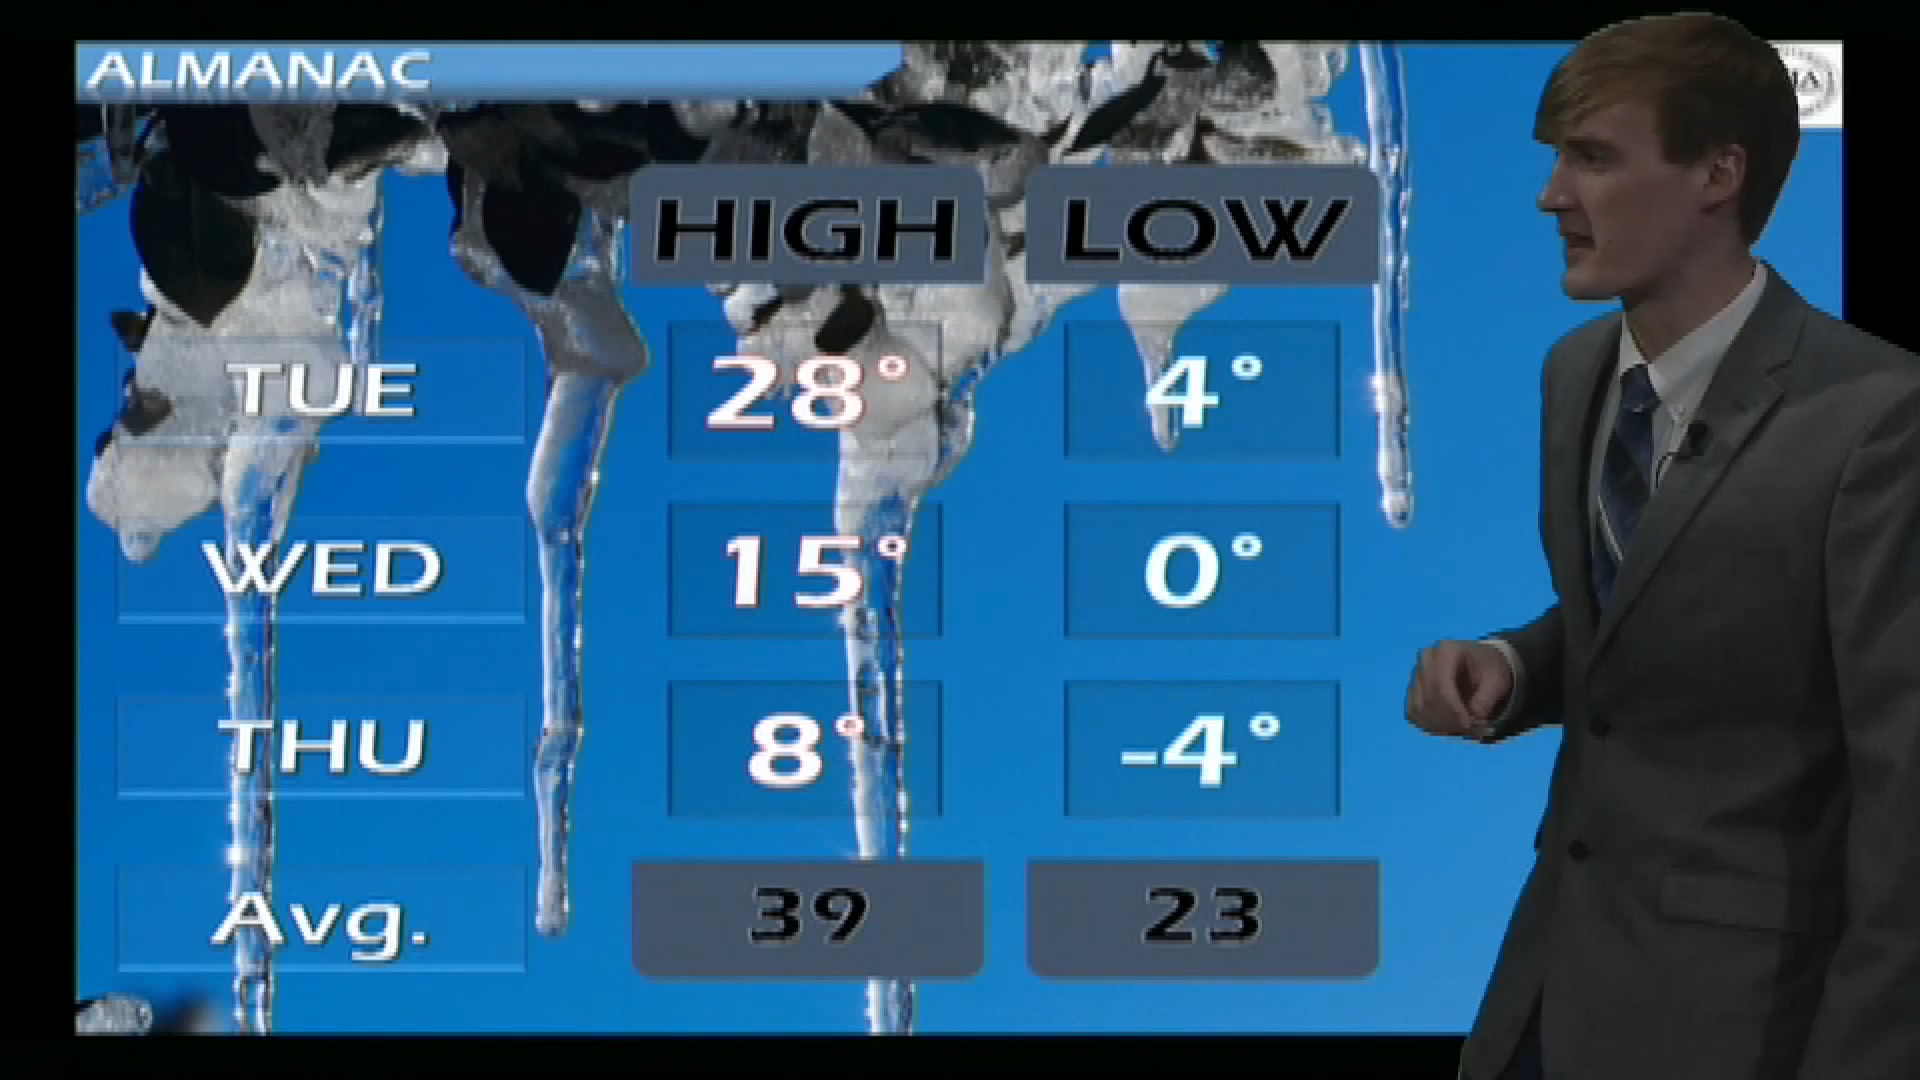 ALMANAC
HIGH LOW
TUE 28° 4°
WED 15° 0°
THU 8° -4°
Avg. 39 23